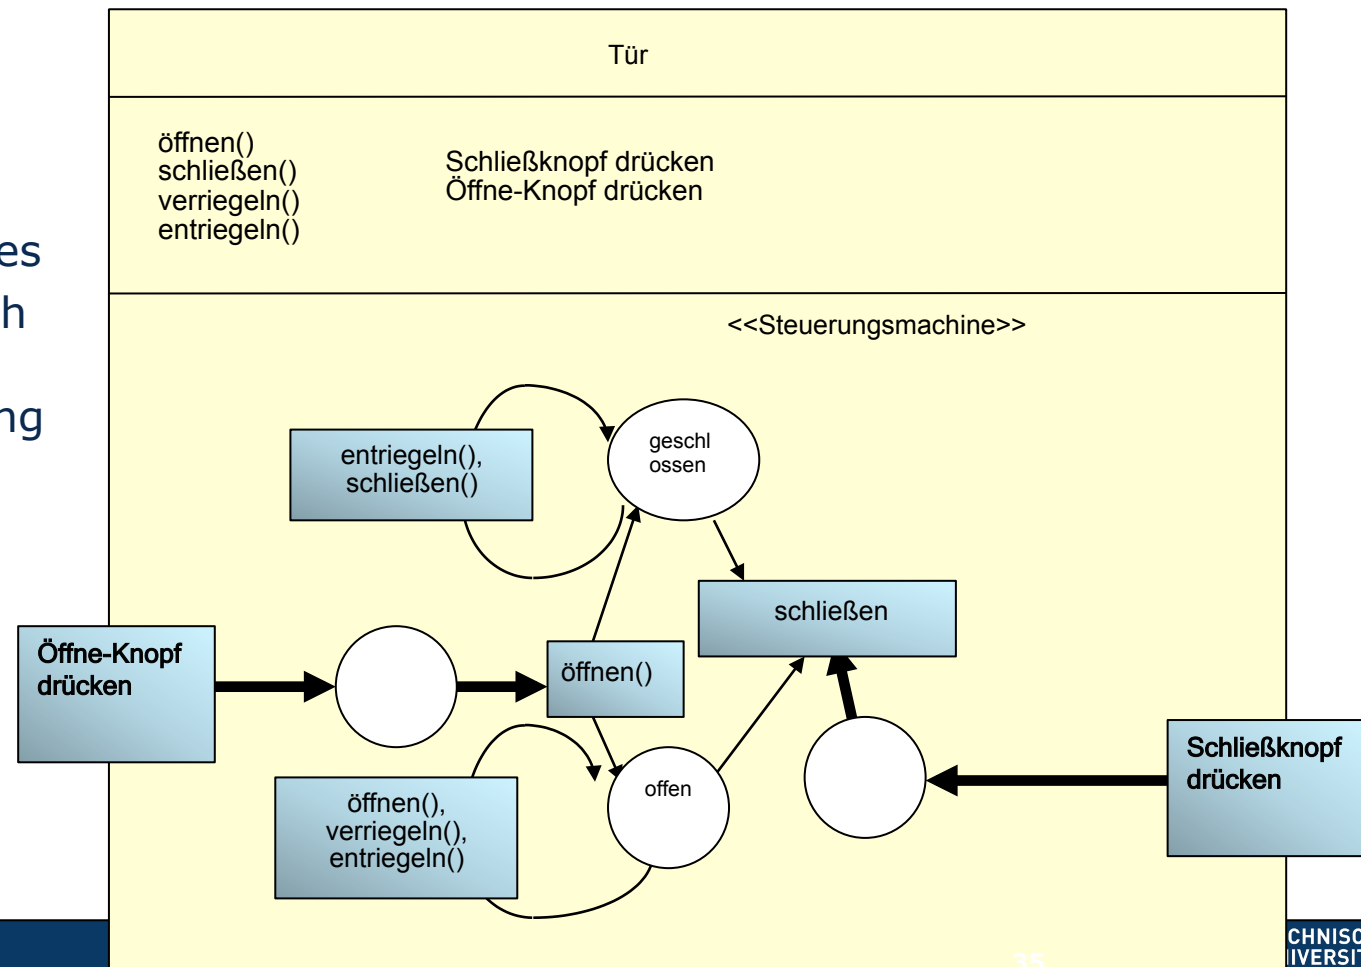 Tür
öffnen()
schließen()
verriegeln()
entriegeln()
Schließknopf drücken
Öffne-Knopf drücken
es
h
ng
<<Steuerungsmachine>>
entriegeln(),
schließen()
geschl
ossen
schließen
Öffne-Knopf
drücken
öffnen()
Schließknopf
drücken
offen
öffnen(),
verriegeln(),
entriegeln()
35
CHNISC
IVERSIT